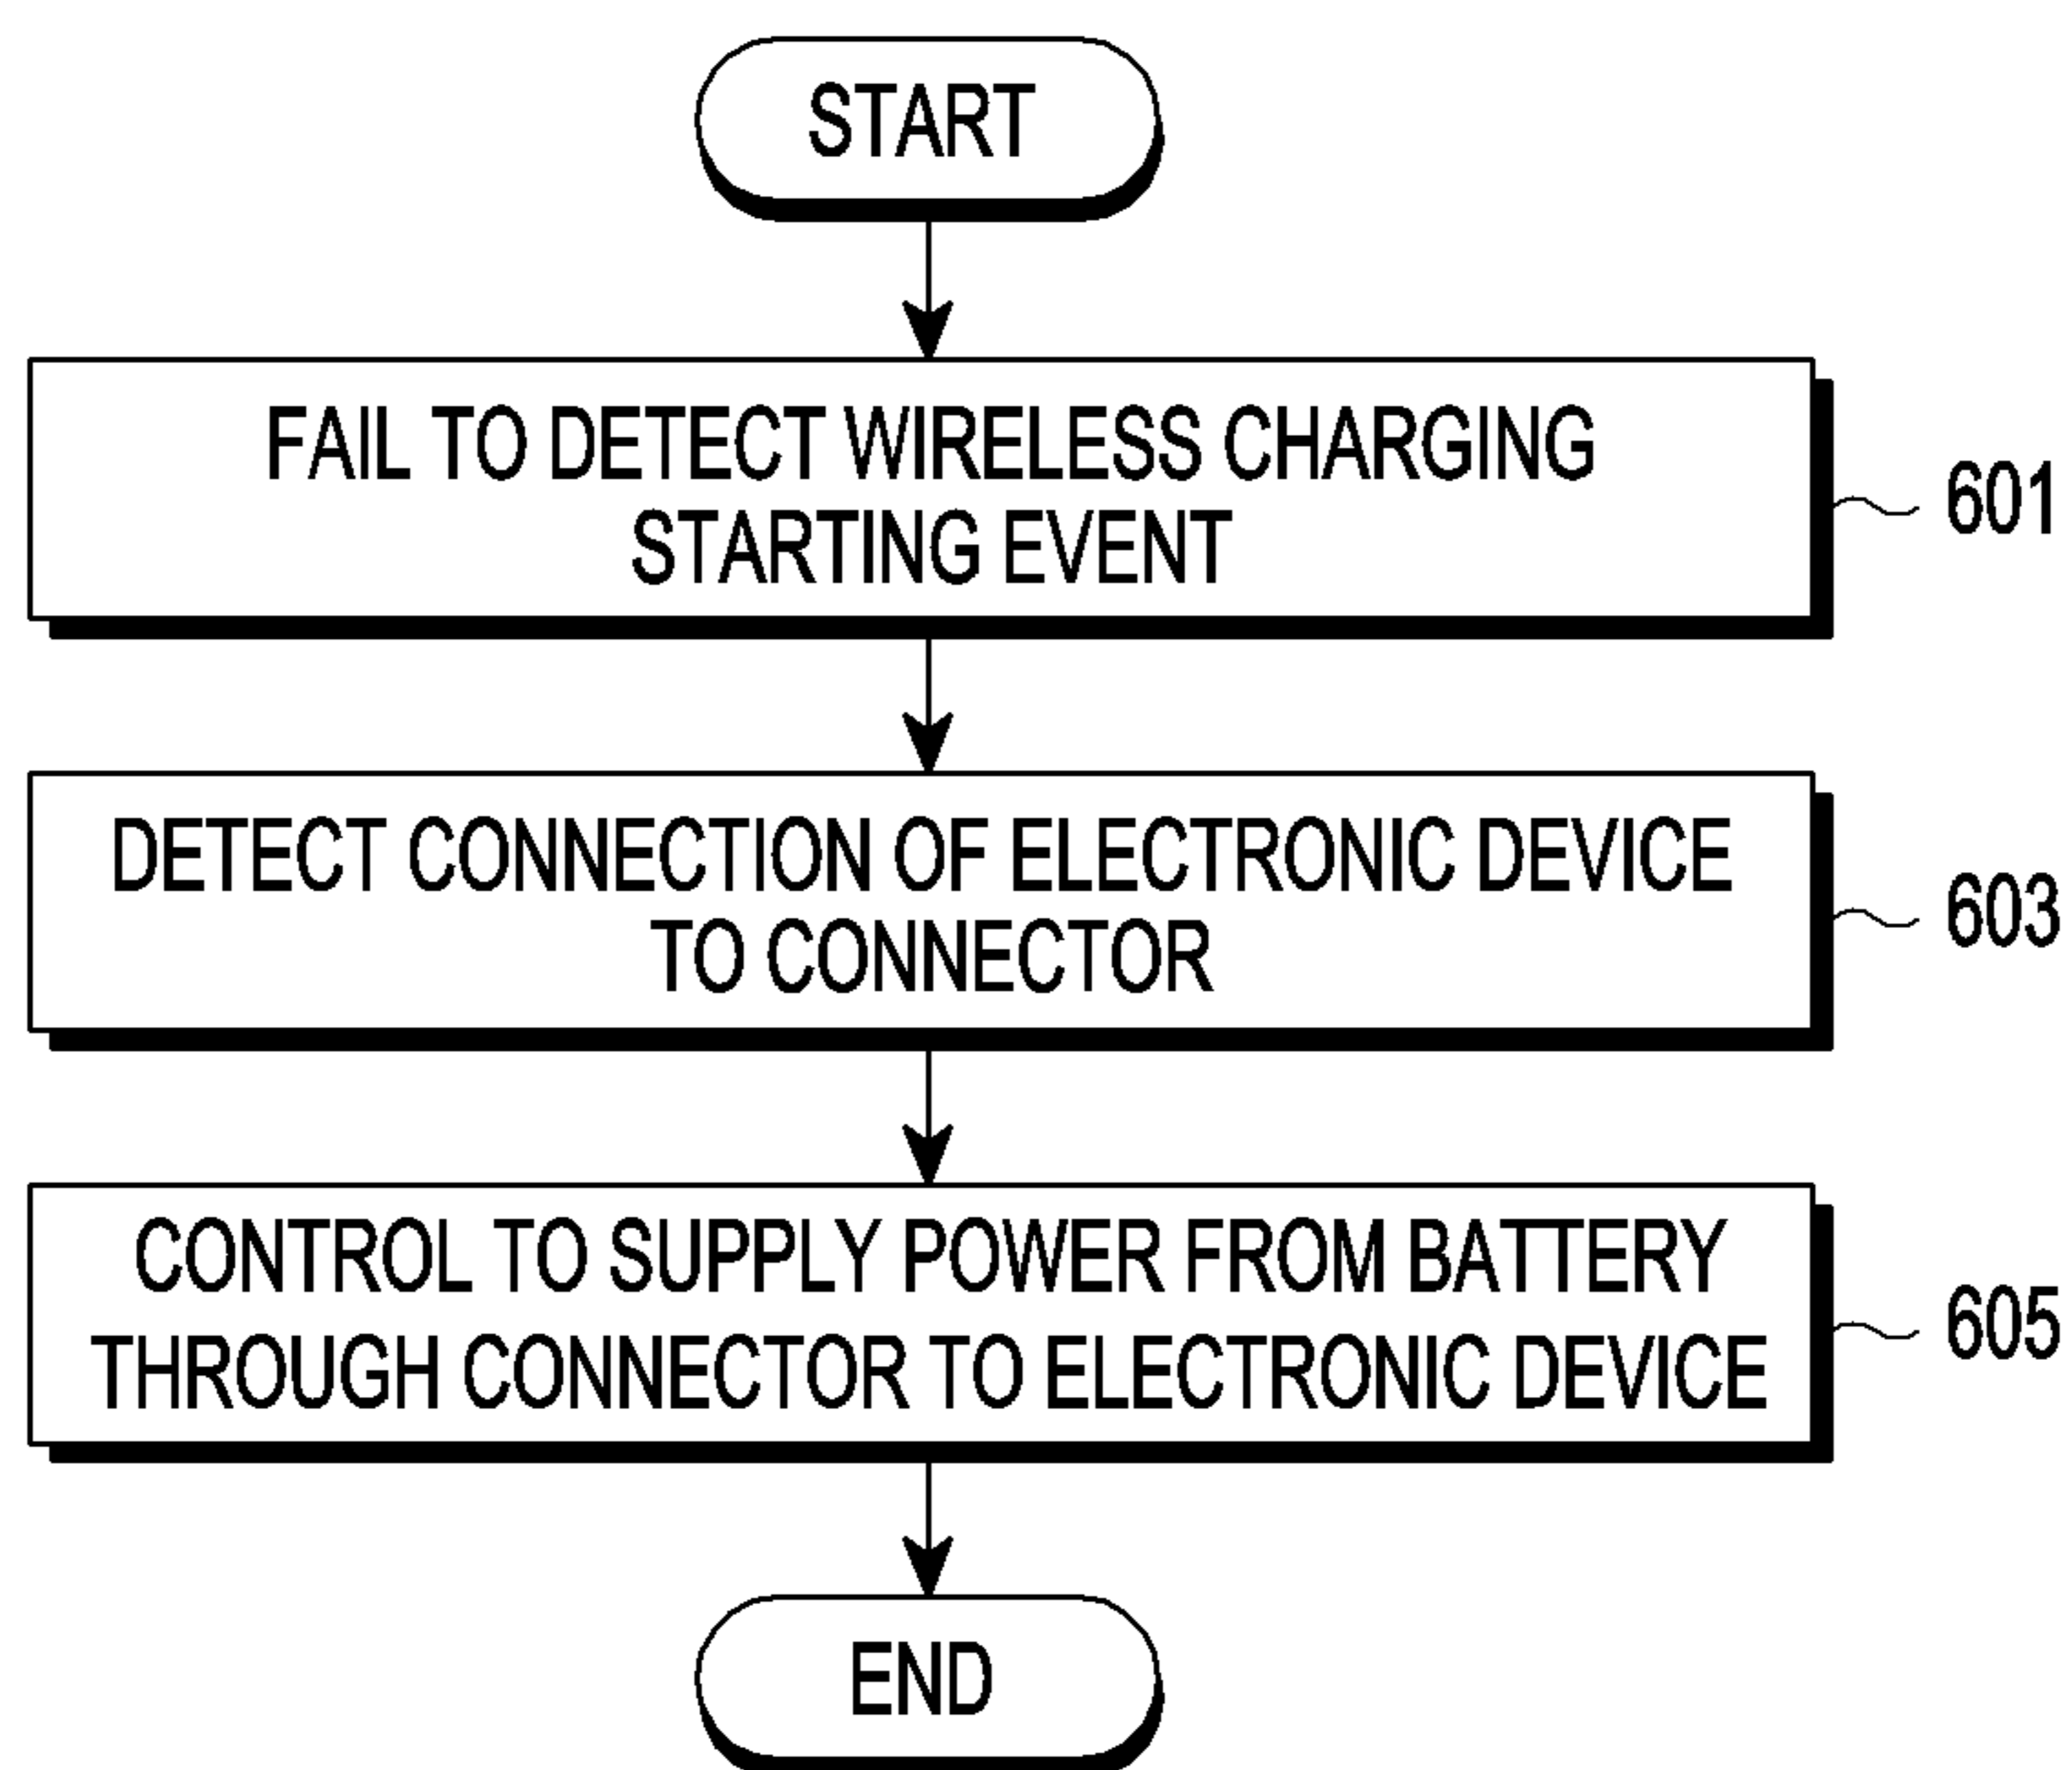 START
FAIL TO DETECT WIRELESS CHARGING
STARTING EVENT
601
DETECT CONNECTION OF ELECTRONIC DEVICE
TO CONNECTOR
603
CONTROL TO SUPPLY POWER FROM BATTERY
THROUGH CONNECTOR TO ELECTRONIC DEVICE
605
END